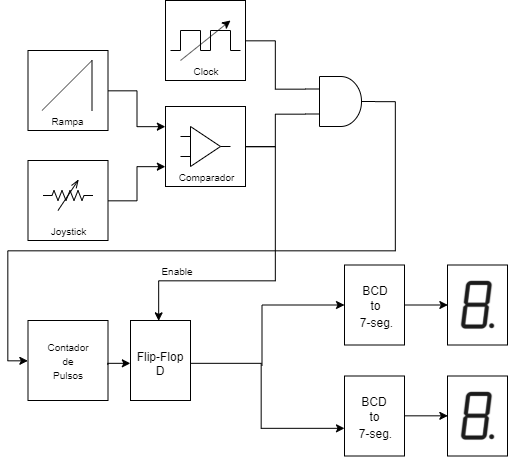 Clock
Rampa
Comparador
Joystick
Enable
Contador
de
Pulsos
Flip-Flop
D
BCD
to
7-seg.
8.
BCD
to
7-seg.
8.